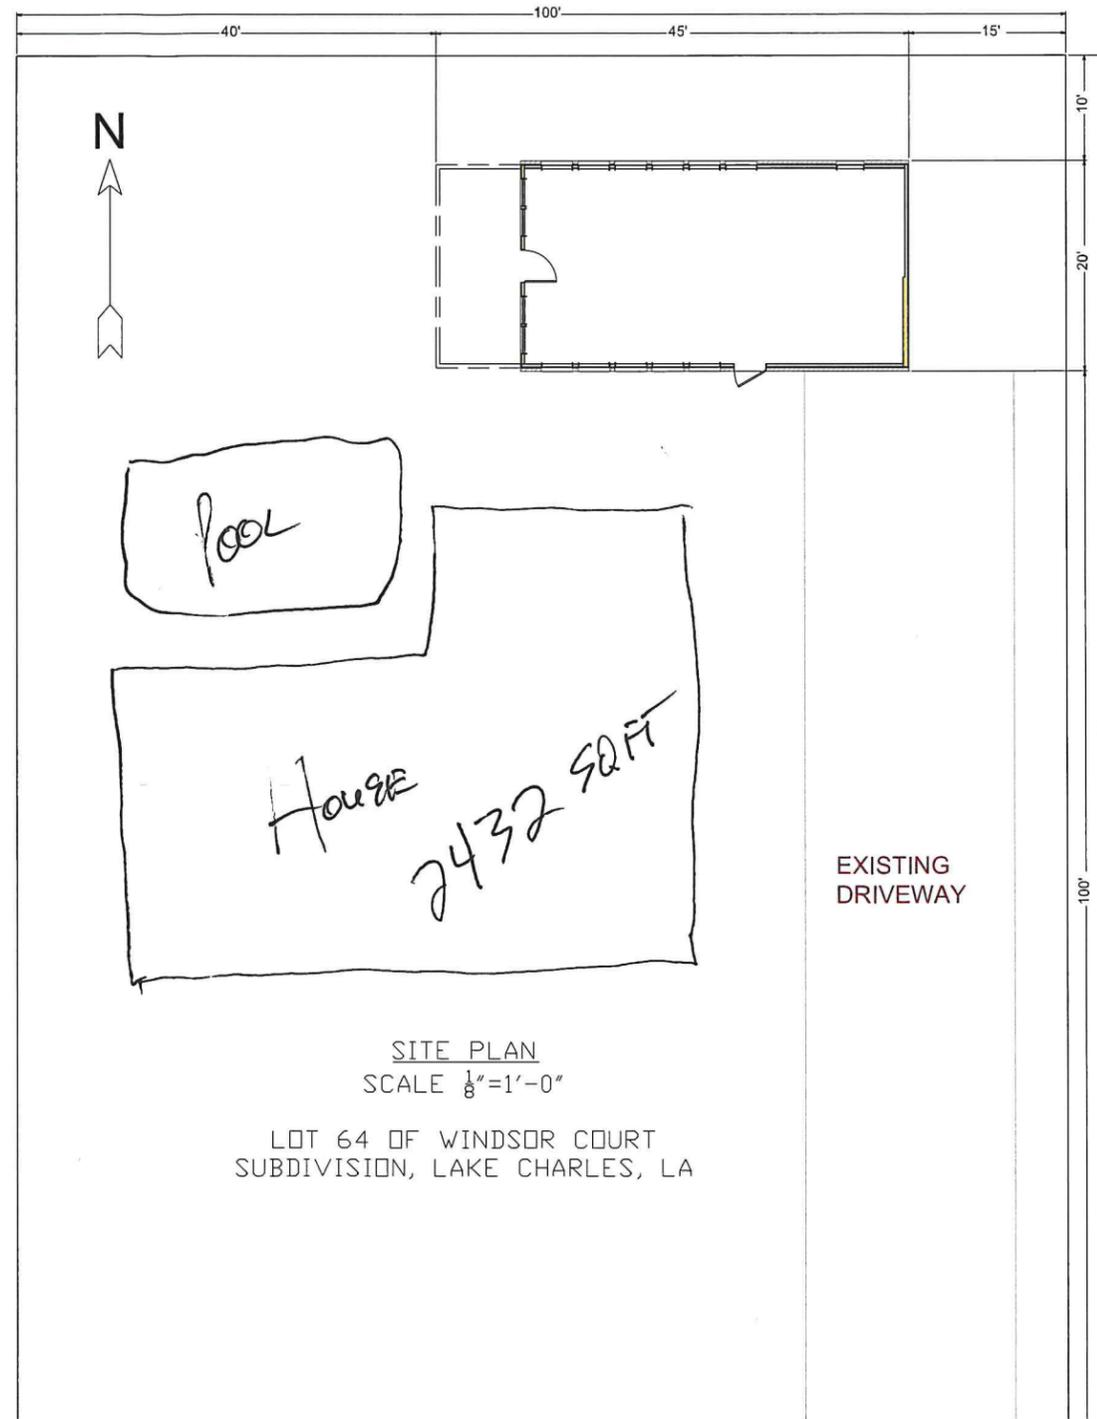 100'
40' 45' 15'
10'
N
20'
POOL
HOUSE
2432 SQFT
EXISTING
DRIVEWAY
100'
SITE PLAN
SCALE ⅛"=1'-0"
LOT 64 OF WINDSOR COURT
SUBDIVISION, LAKE CHARLES, LA